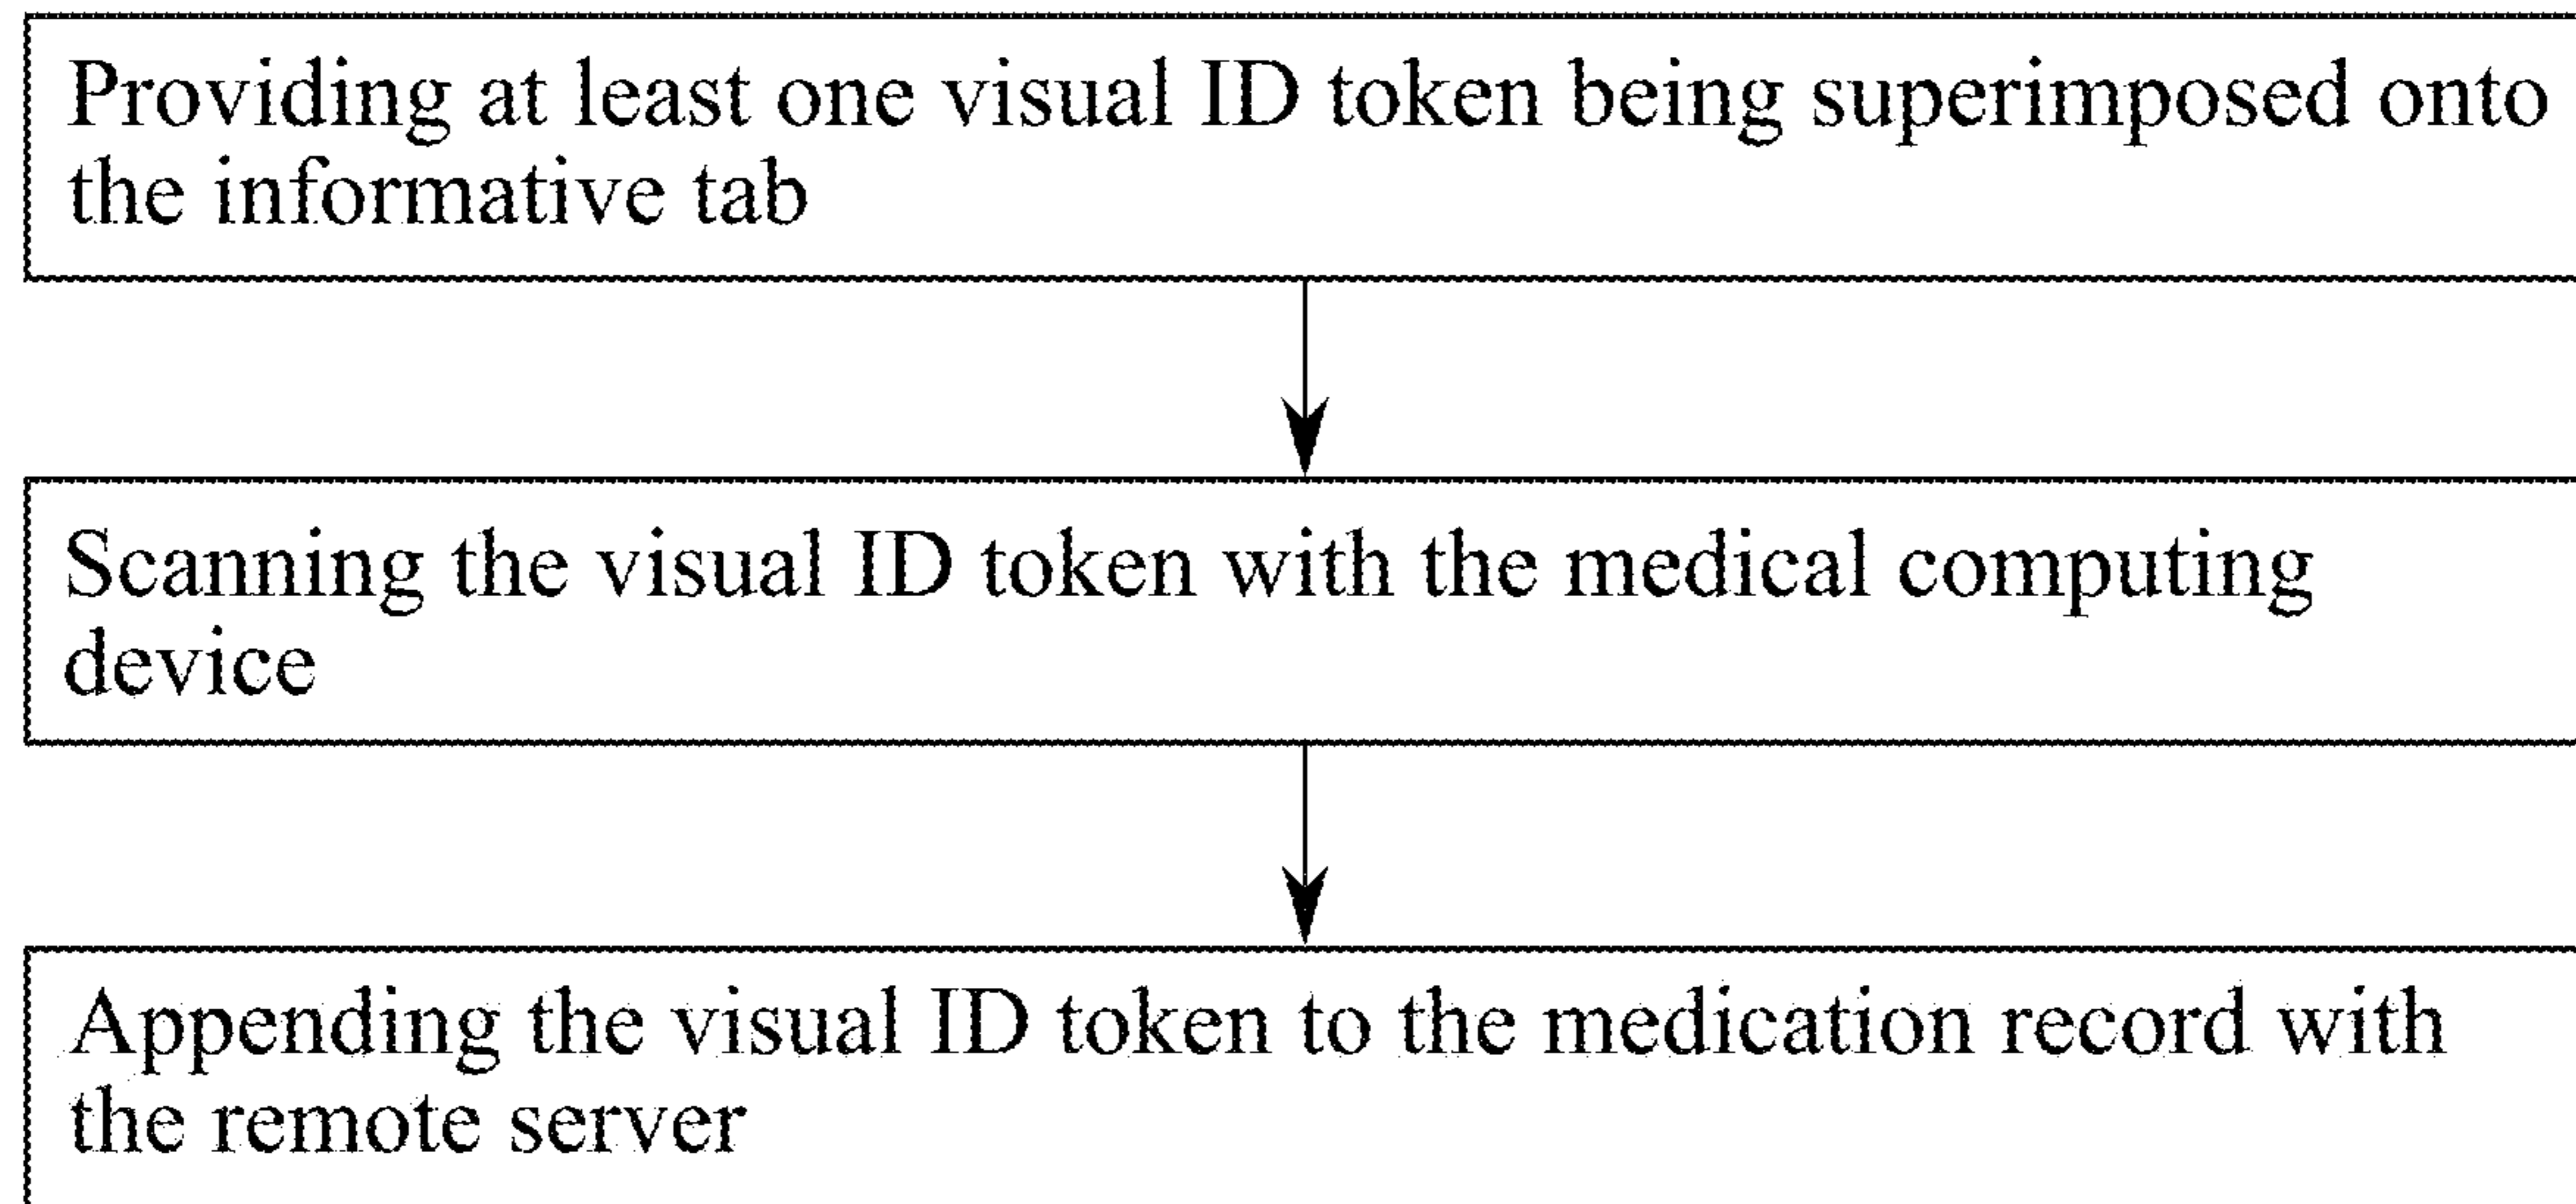 Providing at least one visual ID token being superimposed onto
the informative tab
Scanning the visual ID token with the medical computing
device
Appending the visual ID token to the medication record with
the remote server